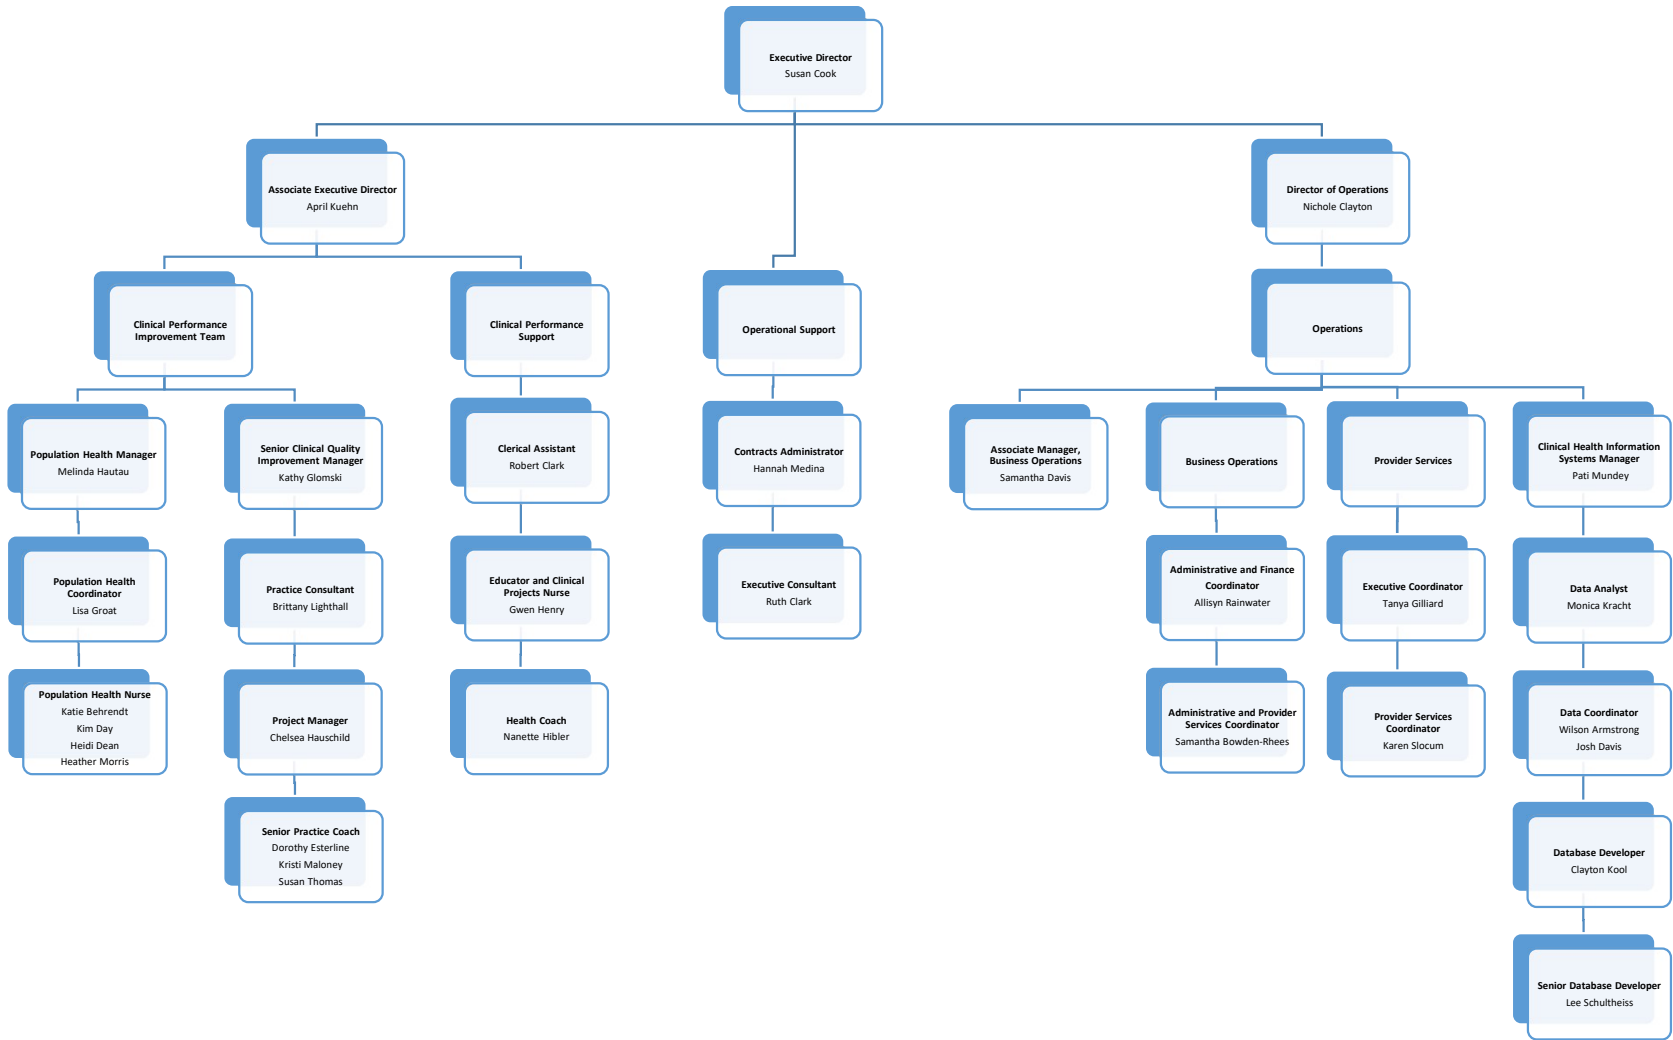 Executive Director
Susan Cook
Associate Executive Director
April Kuehn
Director of Operations
Nichole Clayton
Clinical Performance
Improvement Team
Clinical Performance
Support
Operational Support
Operations
Population Health Manager
Melinda Hautau
Senior Clinical Quality
Improvement Manager
Kathy Glomski
Clerical Assistant
Robert Clark
Contracts Administrator
Hannah Medina
Associate Manager,
Business Operations
Samantha Davis
Business Operations
Provider Services
Clinical Health Information
Systems Manager
Pati Mundey
Population Health
Coordinator
Lisa Groat
Practice Consultant
Brittany Lighthall
Educator and Clinical
Projects Nurse
Gwen Henry
Executive Consultant
Ruth Clark
Administrative and Finance
Coordinator
Allisyn Rainwater
Executive Coordinator
Tanya Gilliard
Data Analyst
Monica Kracht
Population Health Nurse
Katie Behrendt
Kim Day
Heidi Dean
Heather Morris
Project Manager
Chelsea Hauschild
Health Coach
Nanette Hibler
Administrative and Provider
Services Coordinator
Samantha Bowden-Rhees
Provider Services
Coordinator
Karen Slocum
Data Coordinator
Wilson Armstrong
Josh Davis
Senior Practice Coach
Dorothy Esterline
Kristi Maloney
Susan Thomas
Database Developer
Clayton Kool
Senior Database Developer
Lee Schultheiss